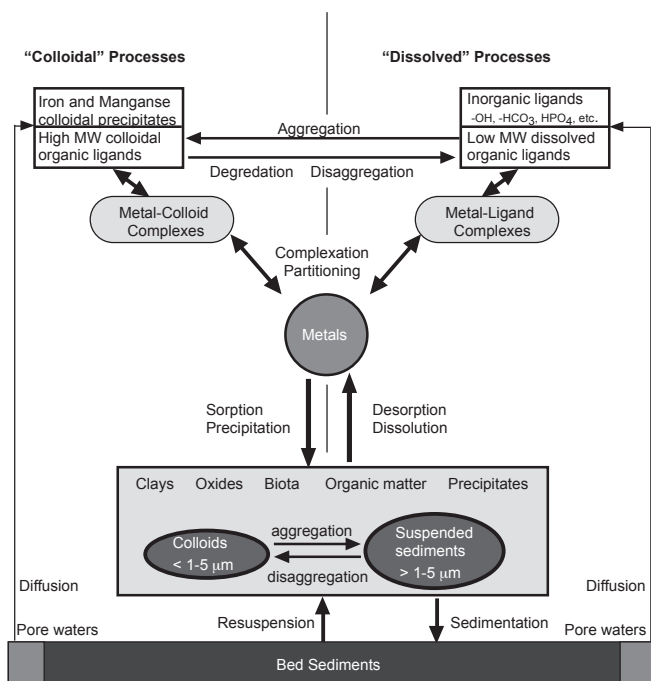 “Colloidal” Processes
“Dissolved” Processes
Iron and Manganse
colloidal precipitates
High MW colloidal
organic ligands
Inorganic ligands
-OH, -HCO3, HPO4, etc.
Low MW dissolved
organic ligands
Aggregation
Degredation Disaggregation
Metal-Colloid
Complexes
Metal-Ligand
Complexes
Complexation
Partitioning
Metals
Sorption
Precipitation
Desorption
Dissolution
Clays Oxides Biota Organic matter Precipitates
Colloids
< 1-5 µm
aggregation
disaggregation
Suspended
sediments
> 1-5 µm
Diffusion
Diffusion
Resuspension
Sedimentation
Pore waters
Pore waters
Bed Sediments